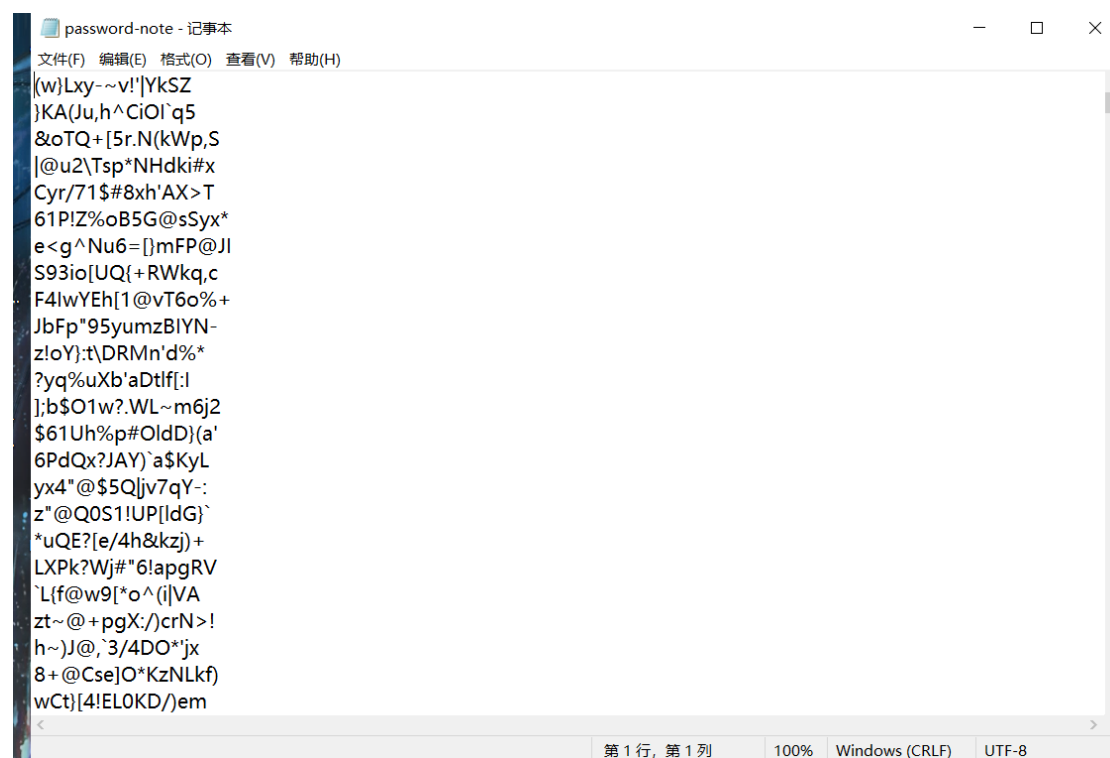 password-note - 记事本
文件(F) 编辑(E) 格式(O) 查看(V) 帮助(H)
(w}Lxy-~v!'|YkSZ
}KA(Ju,h^CiOI`q5
&oTQ+[5r.N(kWp,S
|@u2\Tsp*NHdki#x
Cyr/71$#8xh'AX>T
61P!Z%oB5G@sSyx*
e<g^Nu6=[}mFP@JI
S93io[UQ{+RWkq,c
F4IwYEh[1@vT6o%+
JbFp"95yumzBIYN-
z!oY}:t\DRMn'd%*
?yq%uXb'aDtlf[:I
];b$O1w?.WL~m6j2
$61Uh%p#OldD}(a'
6PdQx?JAY)`a$KyL
yx4"@$5Q|jv7qY-:
z"@Q0S1!UP[ldG}`
*uQE?[e/4h&kzj)+
LXPk?Wj#"6!apgRV
`L{f@w9[*o^(i|VA
zt~@+pgX:/)crN>!
h~)J@,`3/4DO*'jx
8+@Cse]O*KzNLkf)
wCt}[4!EL0KD/)em
第 1 行，第 1 列 100% Windows (CRLF) UTF-8